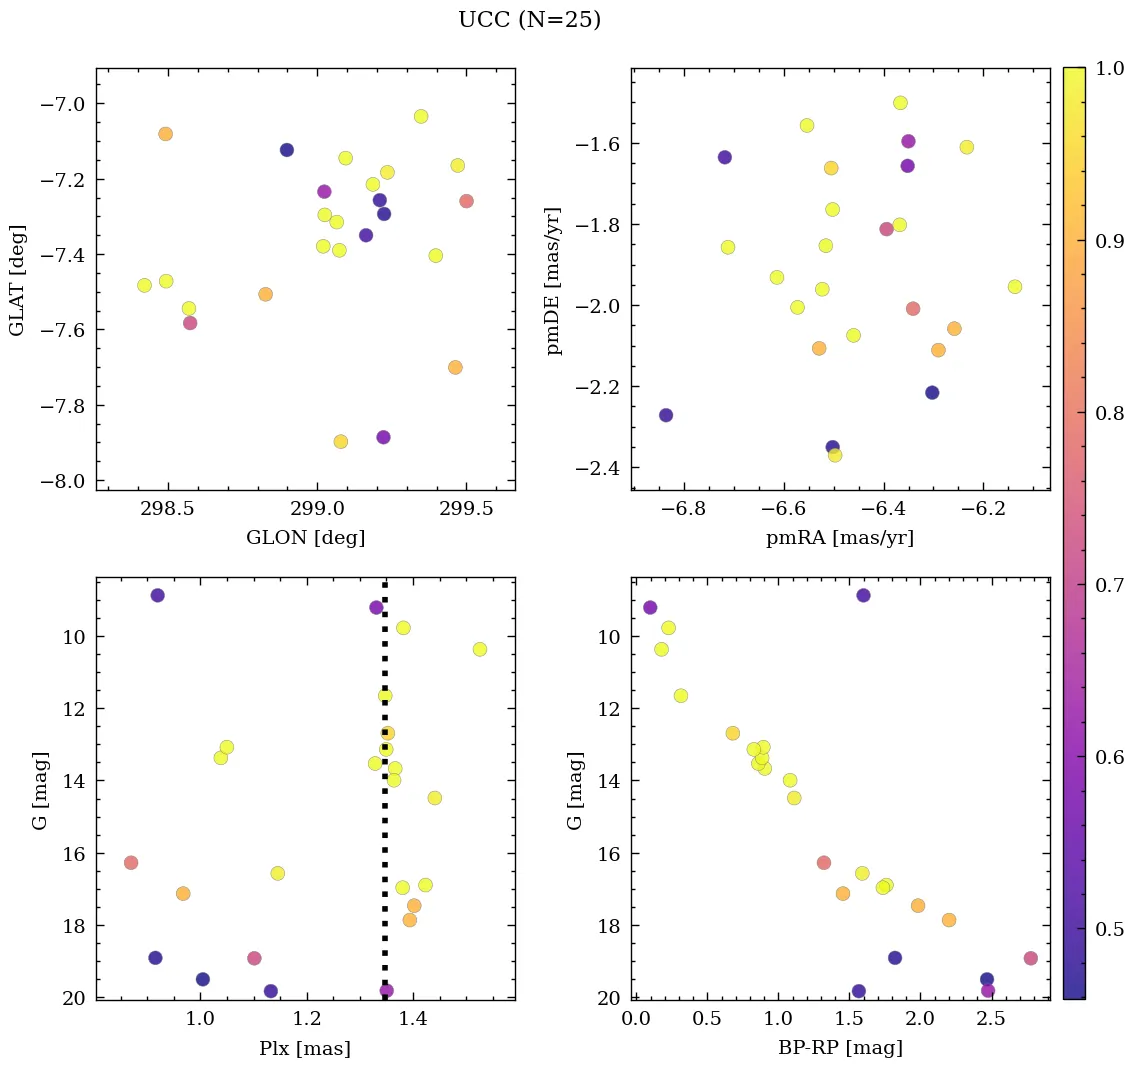 UCC (N=25)
−7.0
−7.2
−7.4
−7.6
−7.8
−8.0
GLAT [deg]
298.5 299.0 299.5
GLON [deg]
−1.6
−1.8
−2.0
−2.2
−2.4
pmDE [mas/yr]
−6.8 −6.6 −6.4 −6.2
pmRA [mas/yr]
10
12
14
16
18
20
G [mag]
1.0 1.2 1.4
Plx [mas]
10
12
14
16
18
20
G [mag]
0.0 0.5 1.0 1.5 2.0 2.5
BP-RP [mag]
1.0
0.9
0.8
0.7
0.6
0.5